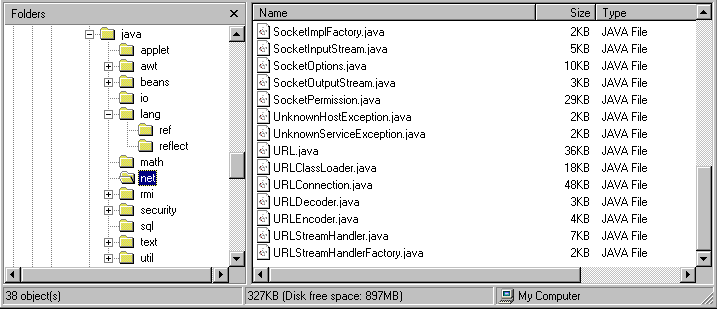 Folders
java
applet
awt
beans
io
lang
ref
reflect
math
net
rmi
security
sql
text
util
Name Size Type
SocketImplFactory.java 2KB JAVA File
SocketInputStream.java 5KB JAVA File
SocketOptions.java 10KB JAVA File
SocketOutputStream.java 3KB JAVA File
SocketPermission.java 29KB JAVA File
UnknownHostException.java 2KB JAVA File
UnknownServiceException.java 2KB JAVA File
URL.java 36KB JAVA File
URLClassLoader.java 18KB JAVA File
URLConnection.java 48KB JAVA File
URLDecoder.java 3KB JAVA File
URLEncoder.java 4KB JAVA File
URLStreamHandler.java 7KB JAVA File
URLStreamHandlerFactory.java 2KB JAVA File
38 object(s) 327KB (Disk free space: 897MB) My Computer